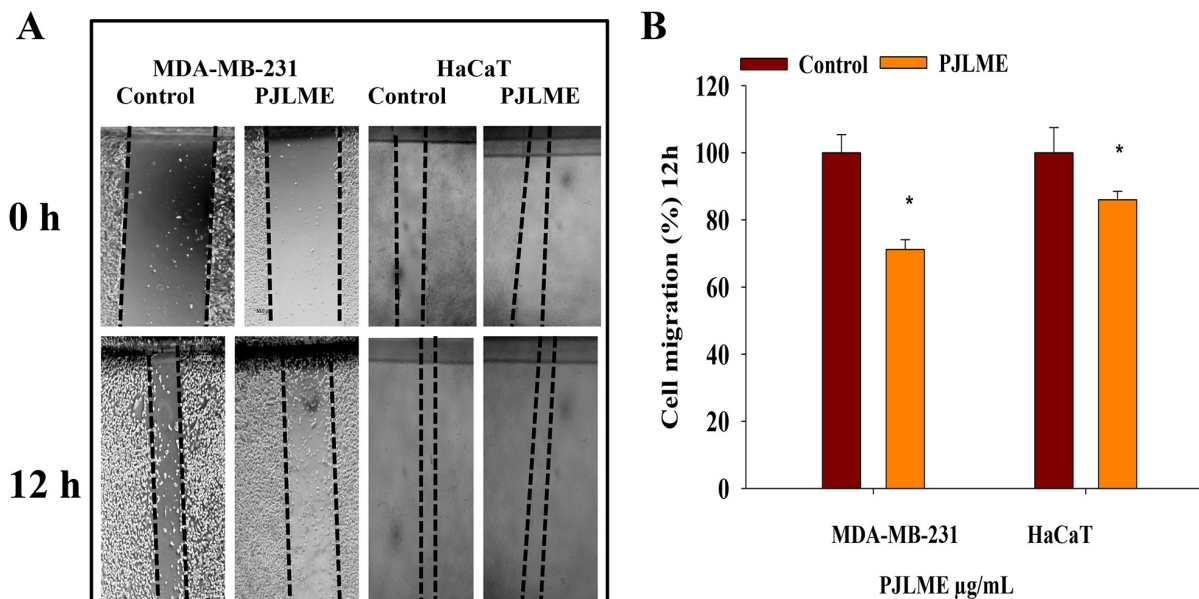 A
MDA-MB-231
HaCaT
Control
PJLME
Control
PJLME
0 h
12 h
B
Control
PJLME
Cell migration (%) 12h
120
100
80
60
40
20
0
*
*
MDA-MB-231
HaCaT
PJLME µg/mL